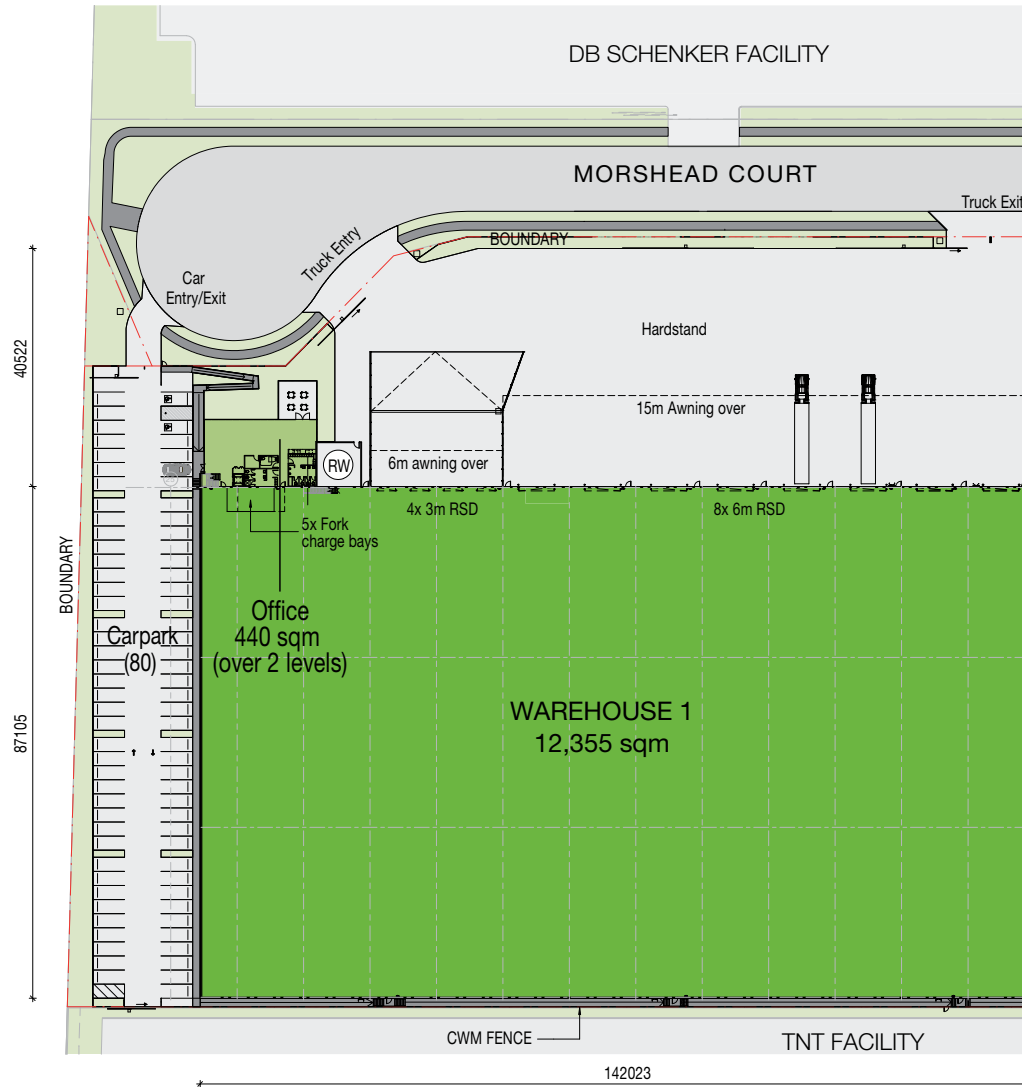 DB SCHENKER FACILITY
MORSHEAD COURT
Truck Exit
BOUNDARY
Truck Entry
Car
Entry/Exit
Hardstand
40522
15m Awning over
6m awning over
RW
4x 3m RSD
8x 6m RSD
5x Fork
charge bays
BOUNDARY
Office
440 sqm
(over 2 levels)
Carpark
(80)
WAREHOUSE 1
12,355 sqm
87105
CWM FENCE
TNT FACILITY
142023